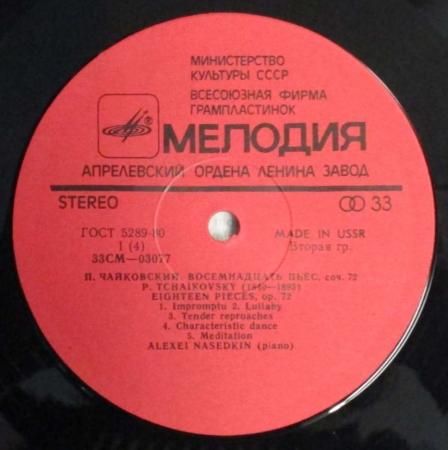 МИНИСТЕРСТВО
КУЛЬТУРЫ СССР
ВСЕСОЮЗНАЯ ФИРМА
ГРАМПЛАСТИНОК
МЕЛОДИЯ
АПРЕЛЕВСКИЙ ОРДЕНА ЛЕНИНА ЗАВОД
STEREO 33
ГОСТ 5289-80 MADE IN USSR
1 (4) Вторая гр.
33СМ—03077
П. ЧАЙКОВСКИЙ. ВОСЕМНАДЦАТЬ ПЬЕС, соч. 72
P. TCHAIKOVSKY (1840—1893)
EIGHTEEN PIECES, op. 72
1. Impromptu 2. Lullaby
3. Tender reproaches
4. Characteristic dance
5. Meditation
ALEXEI NASEDKIN (piano)